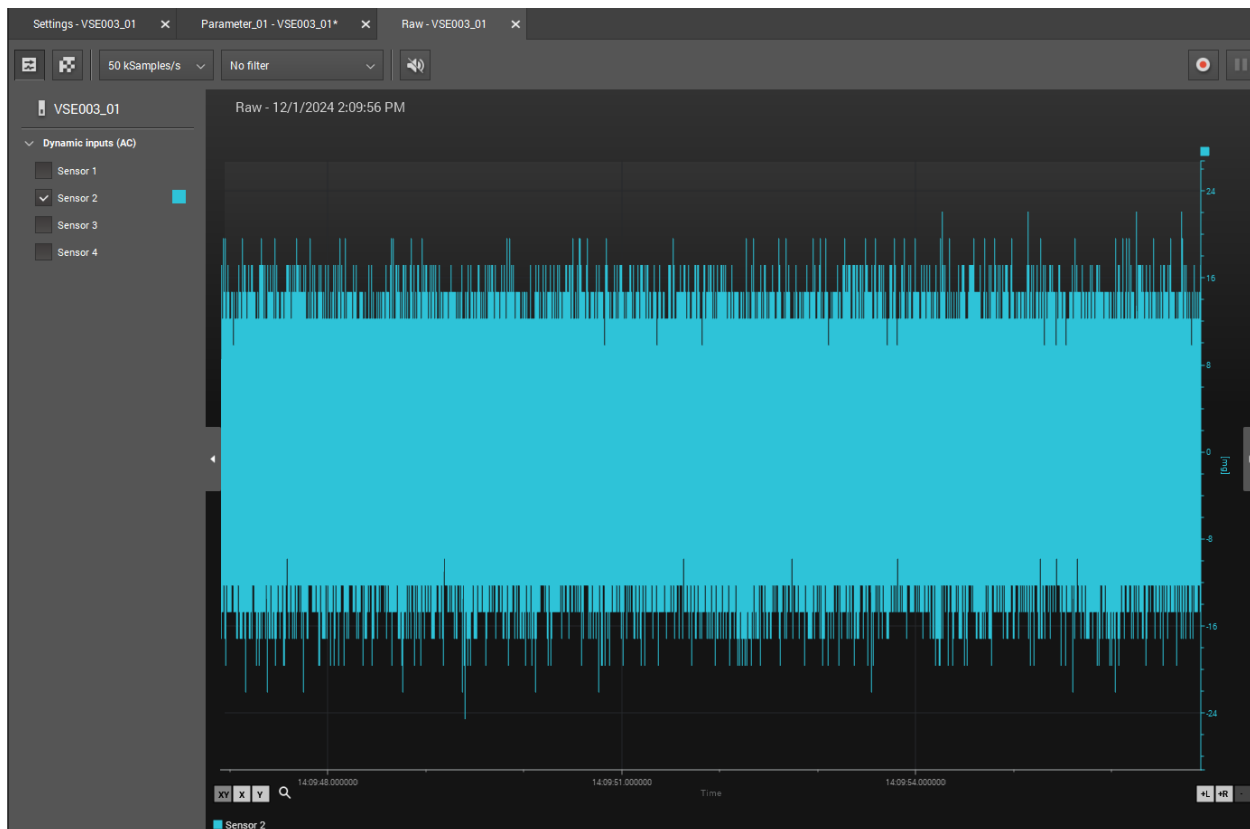 Settings - VSE003_01 Parameter_01 - VSE003_01* Raw - VSE003_01
50 kSamples/s No filter
VSE003_01
Dynamic inputs (AC)
Sensor 1
Sensor 2
Sensor 3
Sensor 4
Raw - 12/1/2024 2:09:56 PM
24
16
8
0
[mg]
-8
-16
-24
14:09:48.000000 14:09:51.000000 14:09:54.000000
XY X Y Time +L +R -
Sensor 2